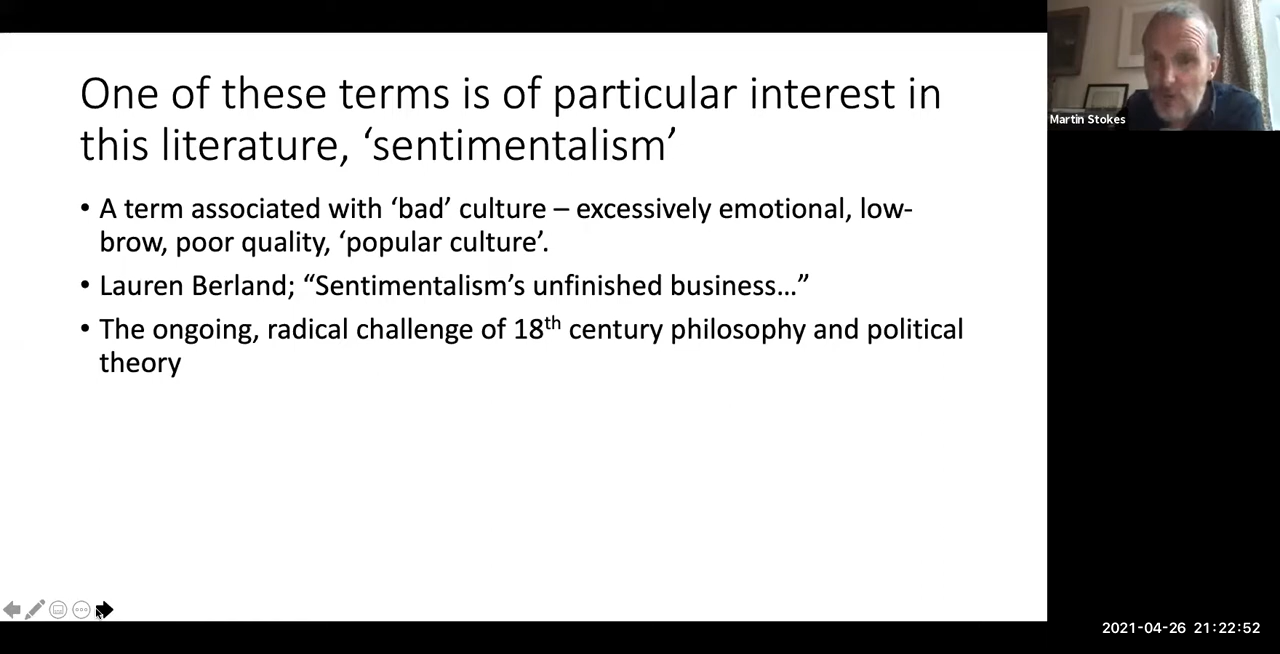 One of these terms is of particular interest in
this literature, ‘sentimentalism’
• A term associated with ‘bad’ culture – excessively emotional, low-
brow, poor quality, ‘popular culture’.
• Lauren Berland; “Sentimentalism’s unfinished business…”
• The ongoing, radical challenge of 18th century philosophy and political
theory
Martin Stokes
2021-04-26 21:22:52